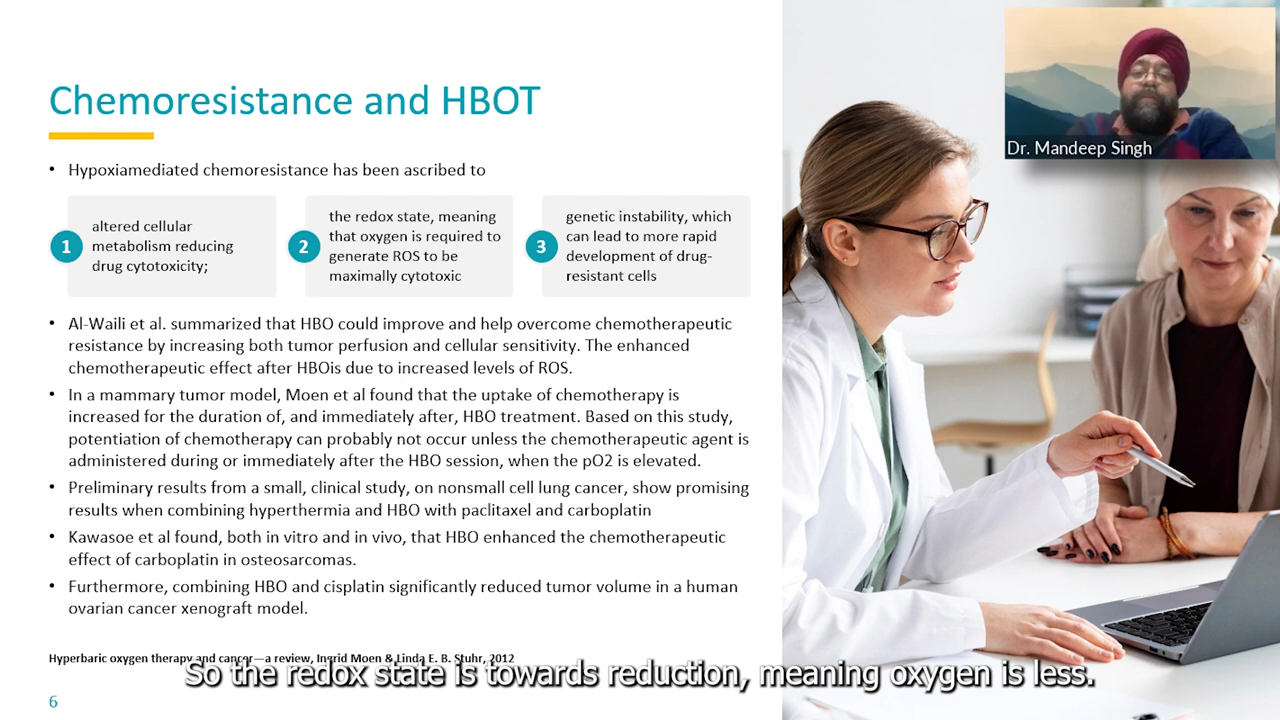 Chemoresistance and HBOT
• Hypoxiamediated chemoresistance has been ascribed to
1
altered cellular
metabolism reducing
drug cytotoxicity;
2
the redox state, meaning
that oxygen is required to
generate ROS to be
maximally cytotoxic
3
genetic instability, which
can lead to more rapid
development of drug-
resistant cells
• Al-Waili et al. summarized that HBO could improve and help overcome chemotherapeutic
resistance by increasing both tumor perfusion and cellular sensitivity. The enhanced
chemotherapeutic effect after HBOis due to increased levels of ROS.
• In a mammary tumor model, Moen et al found that the uptake of chemotherapy is
increased for the duration of, and immediately after, HBO treatment. Based on this study,
potentiation of chemotherapy can probably not occur unless the chemotherapeutic agent is
administered during or immediately after the HBO session, when the pO2 is elevated.
• Preliminary results from a small, clinical study, on nonsmall cell lung cancer, show promising
results when combining hyperthermia and HBO with paclitaxel and carboplatin
• Kawasoe et al found, both in vitro and in vivo, that HBO enhanced the chemotherapeutic
effect of carboplatin in osteosarcomas.
• Furthermore, combining HBO and cisplatin significantly reduced tumor volume in a human
ovarian cancer xenograft model.
Hyperbaric oxygen therapy and cancer—a review, Ingrid Moen & Linda E. B. Stuhr, 2012
So the redox state is towards reduction, meaning oxygen is less.
6
Dr. Mandeep Singh